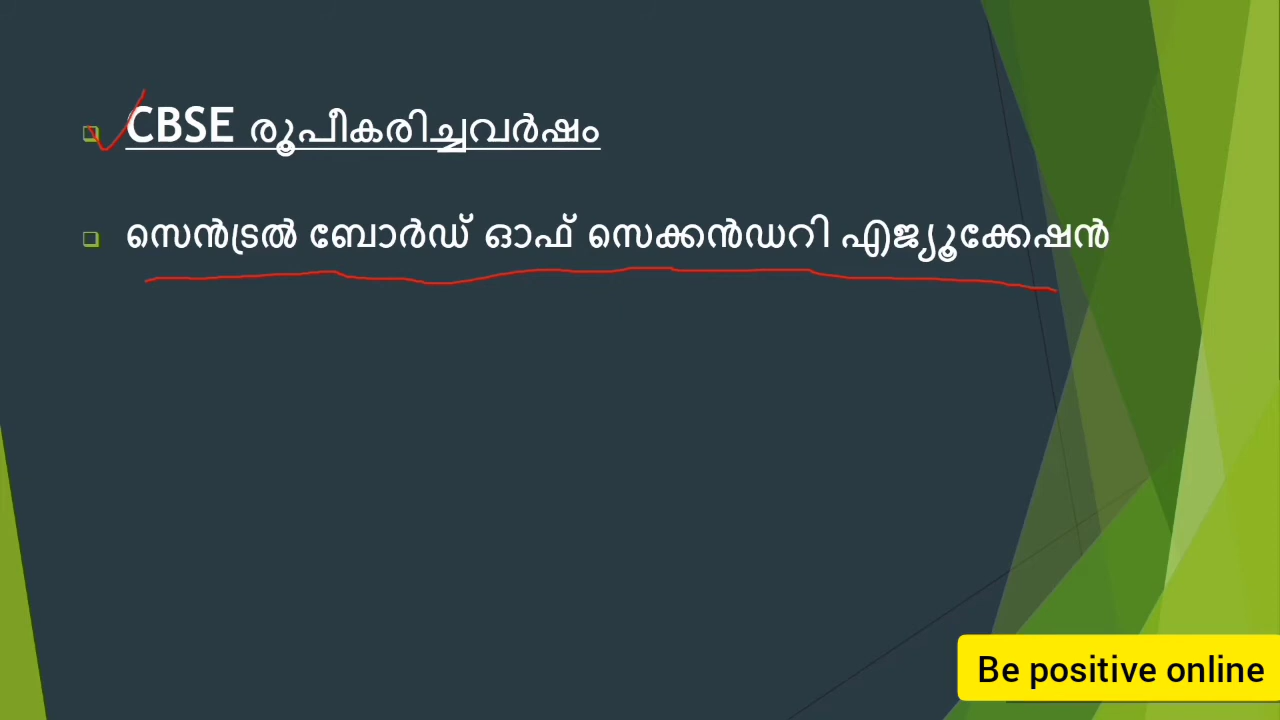 CBSE രൂപീകരിച്ചവർഷം
സെൻട്രൽ ബോർഡ് ഓഫ് സെക്കൻഡറി എജ്യൂക്കേഷൻ
Be positive online